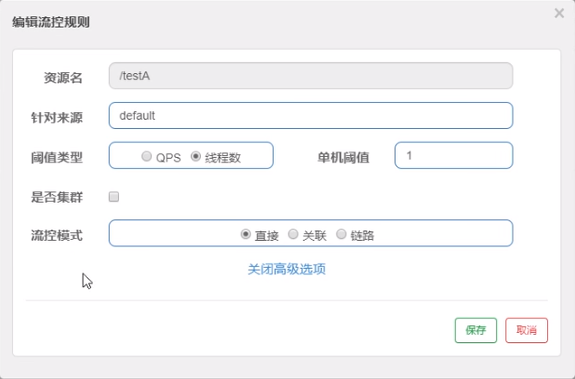 编辑流控规则
资源名 /testA
针对来源 default
阈值类型 QPS 线程数 单机阈值 1
是否集群
流控模式 直接 关联 链路
关闭高级选项
保存 取消